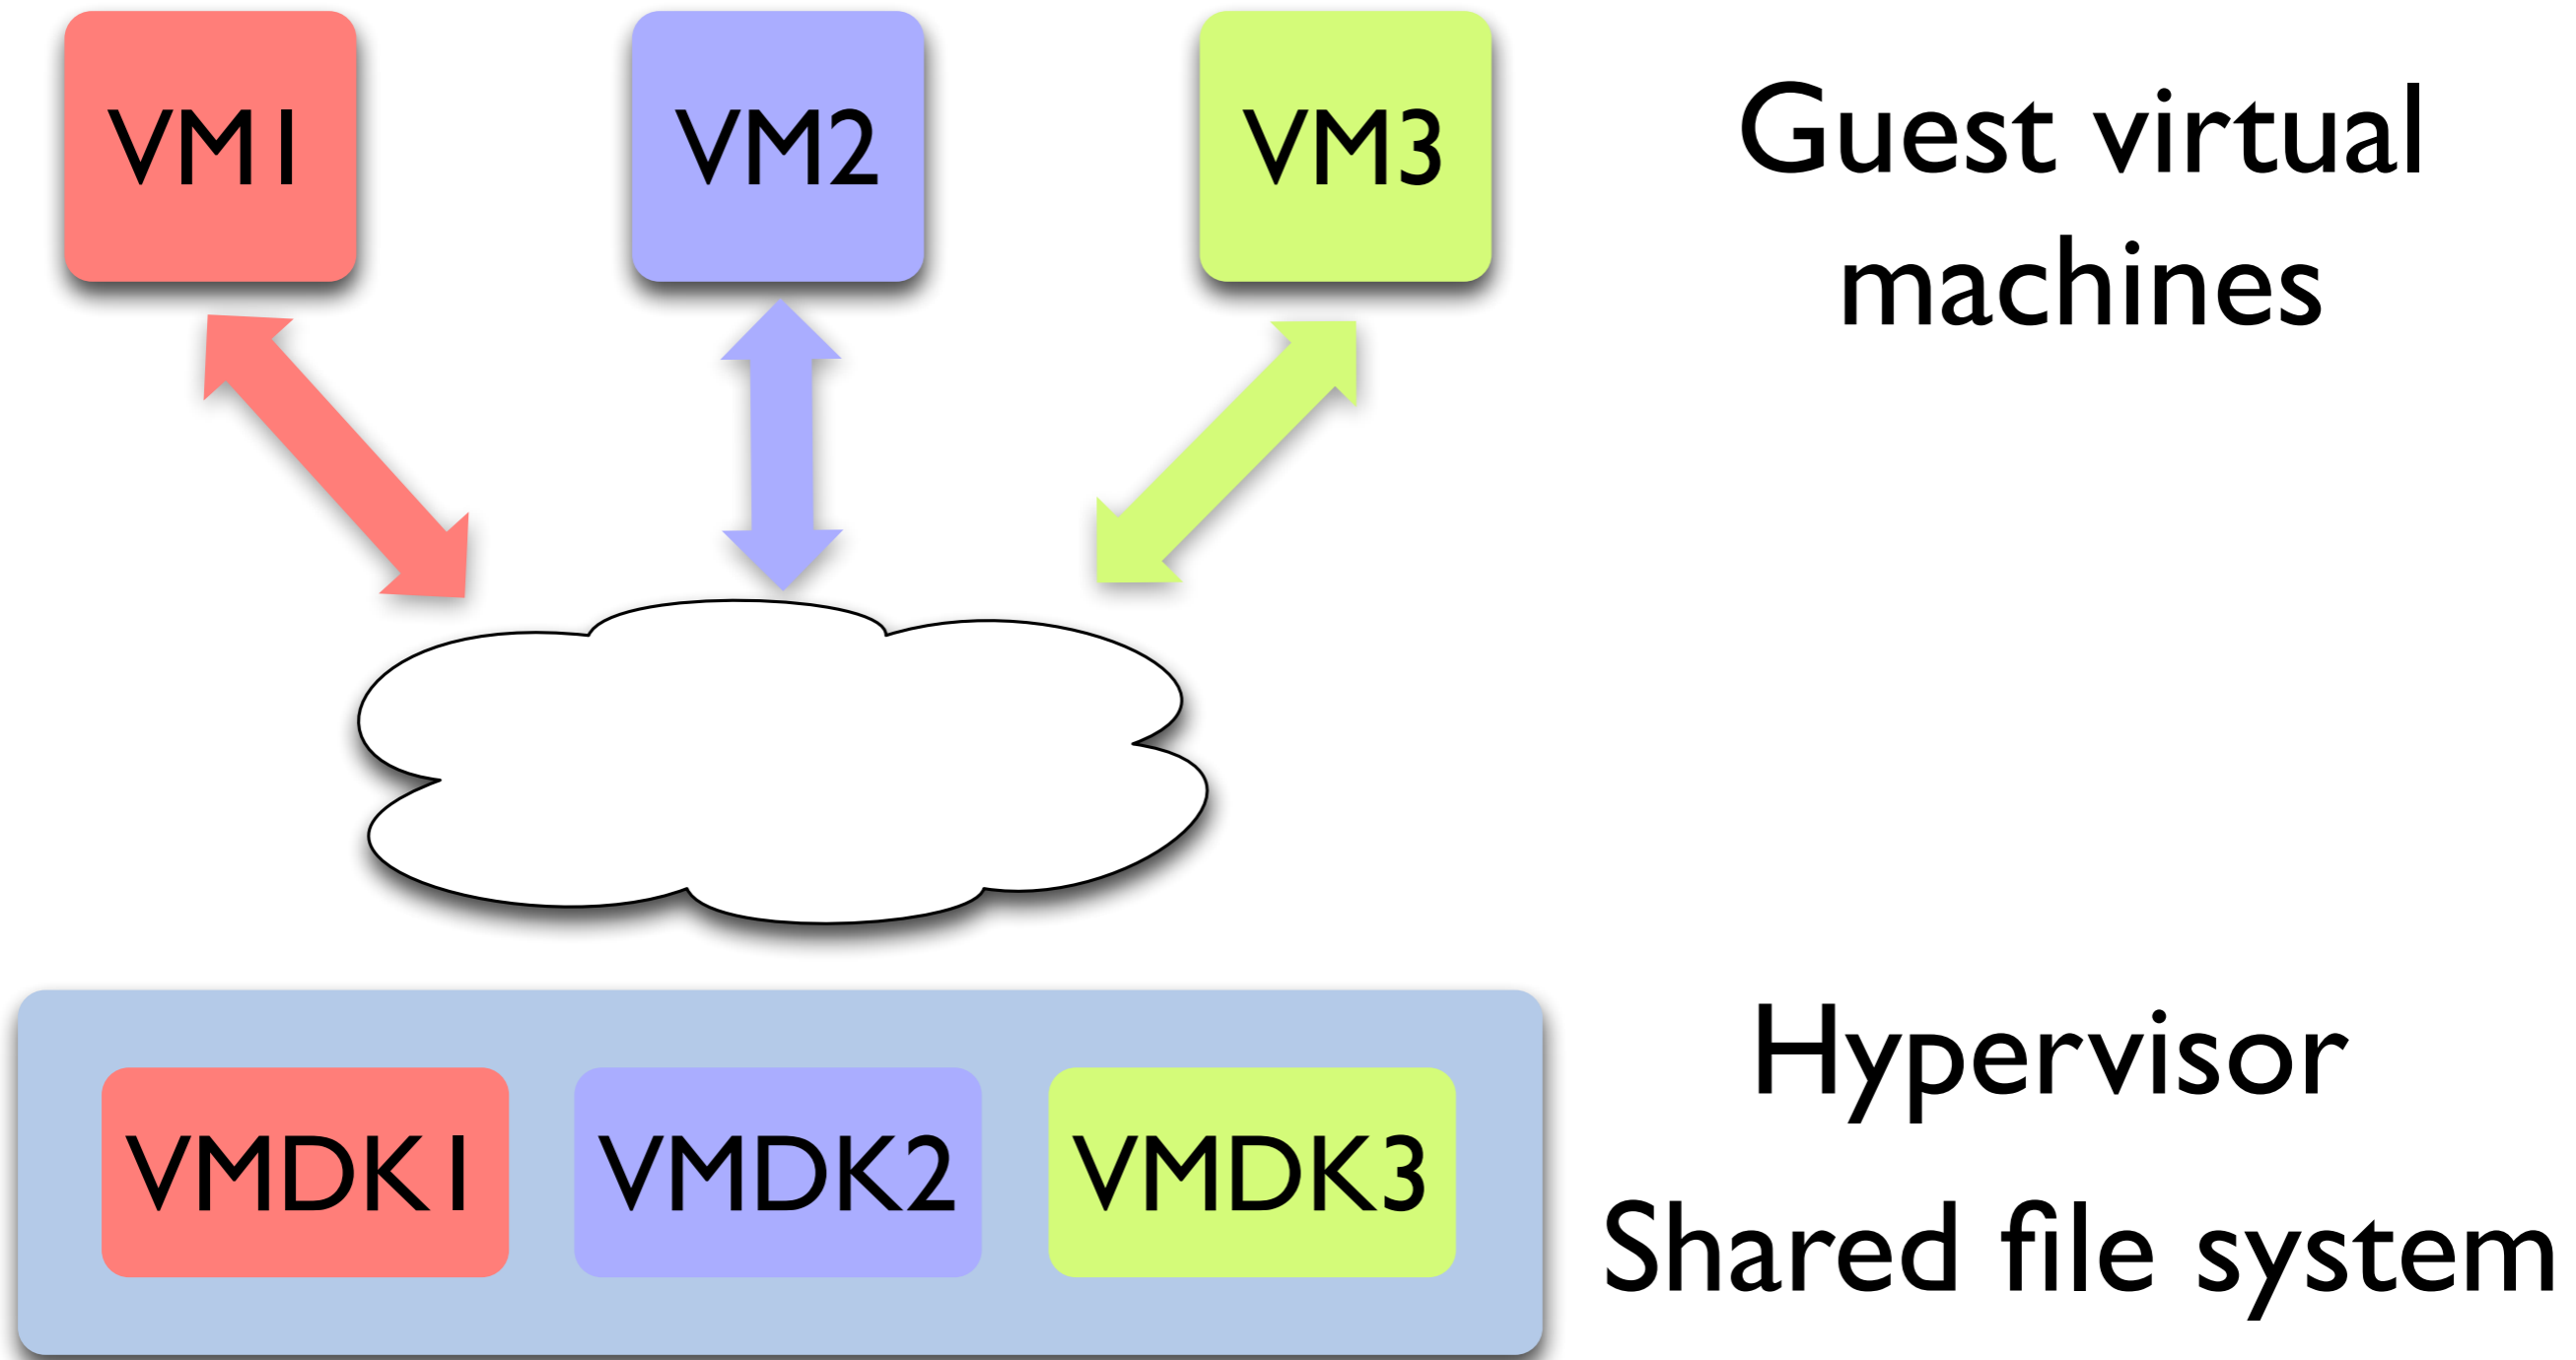 VM1
VM2
VM3
Guest virtual
machines
VMDK1
VMDK2
VMDK3
Hypervisor
Shared file system